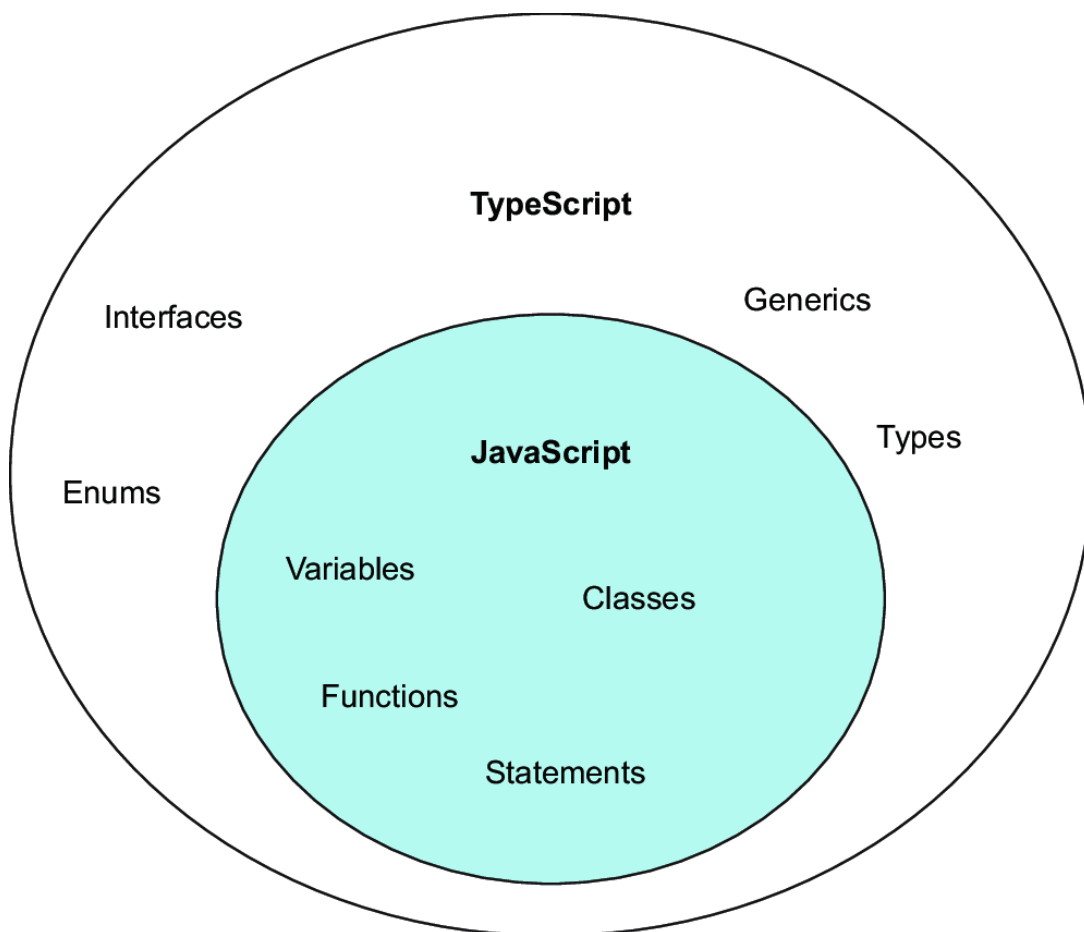 TypeScript
Interfaces
Generics
JavaScript
Types
Enums
Variables
Classes
Functions
Statements